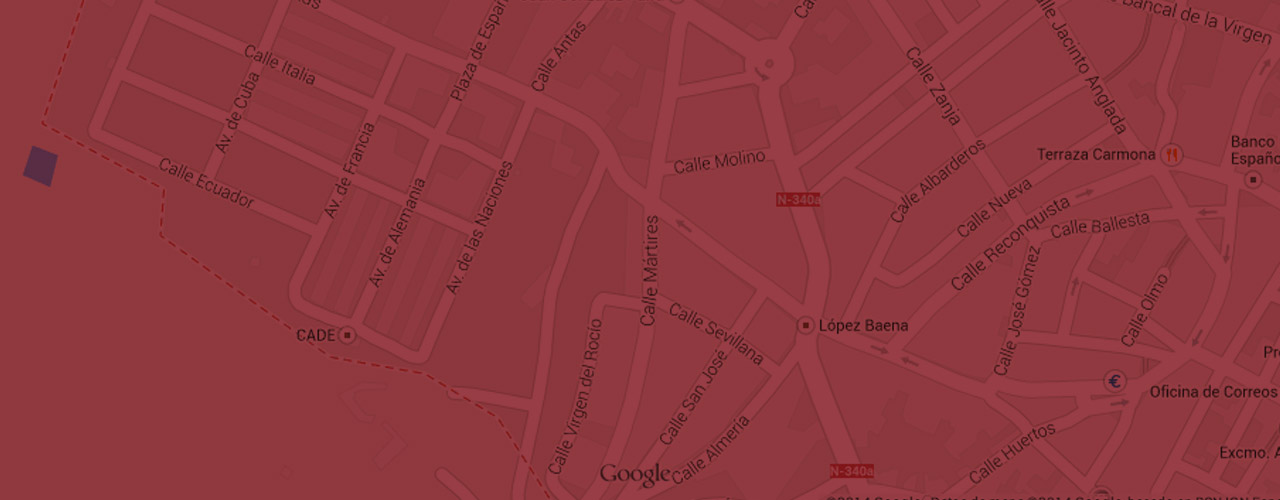 Bancal de la Virgen
Calle Jacinto Anglada
Plaza de Españ
Calle Antas
Calle Italia
Av. de Cuba
Calle Zanja
Av. de Francia
Calle Molino
Terraza Carmona
Banco
Españo
Calle Ecuador
Calle Albarderos
N-340a
Calle Nueva
Av. de Alemania
Av. de las Naciones
Calle Reconquista
Calle Ballesta
Calle Mártires
CADE
López Baena
Calle Sevillana
Calle José Gómez
Calle Olmo
Calle Virgen del Rocío
Calle San José
€
Oficina de Correos
Calle Almería
Calle Huertos
Excmo. A
Google
N-340a